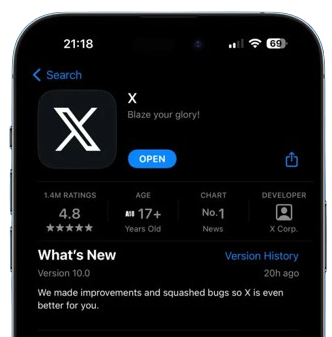 21:18
69
Search
X
Blaze your glory!
OPEN
1.4M RATINGS AGE CHART DEVELOPER
4.8 17+ No.1
Years Old News X Corp.
What's New Version History
Version 10.0 20h ago
We made improvements and squashed bugs so X is even
better for you.